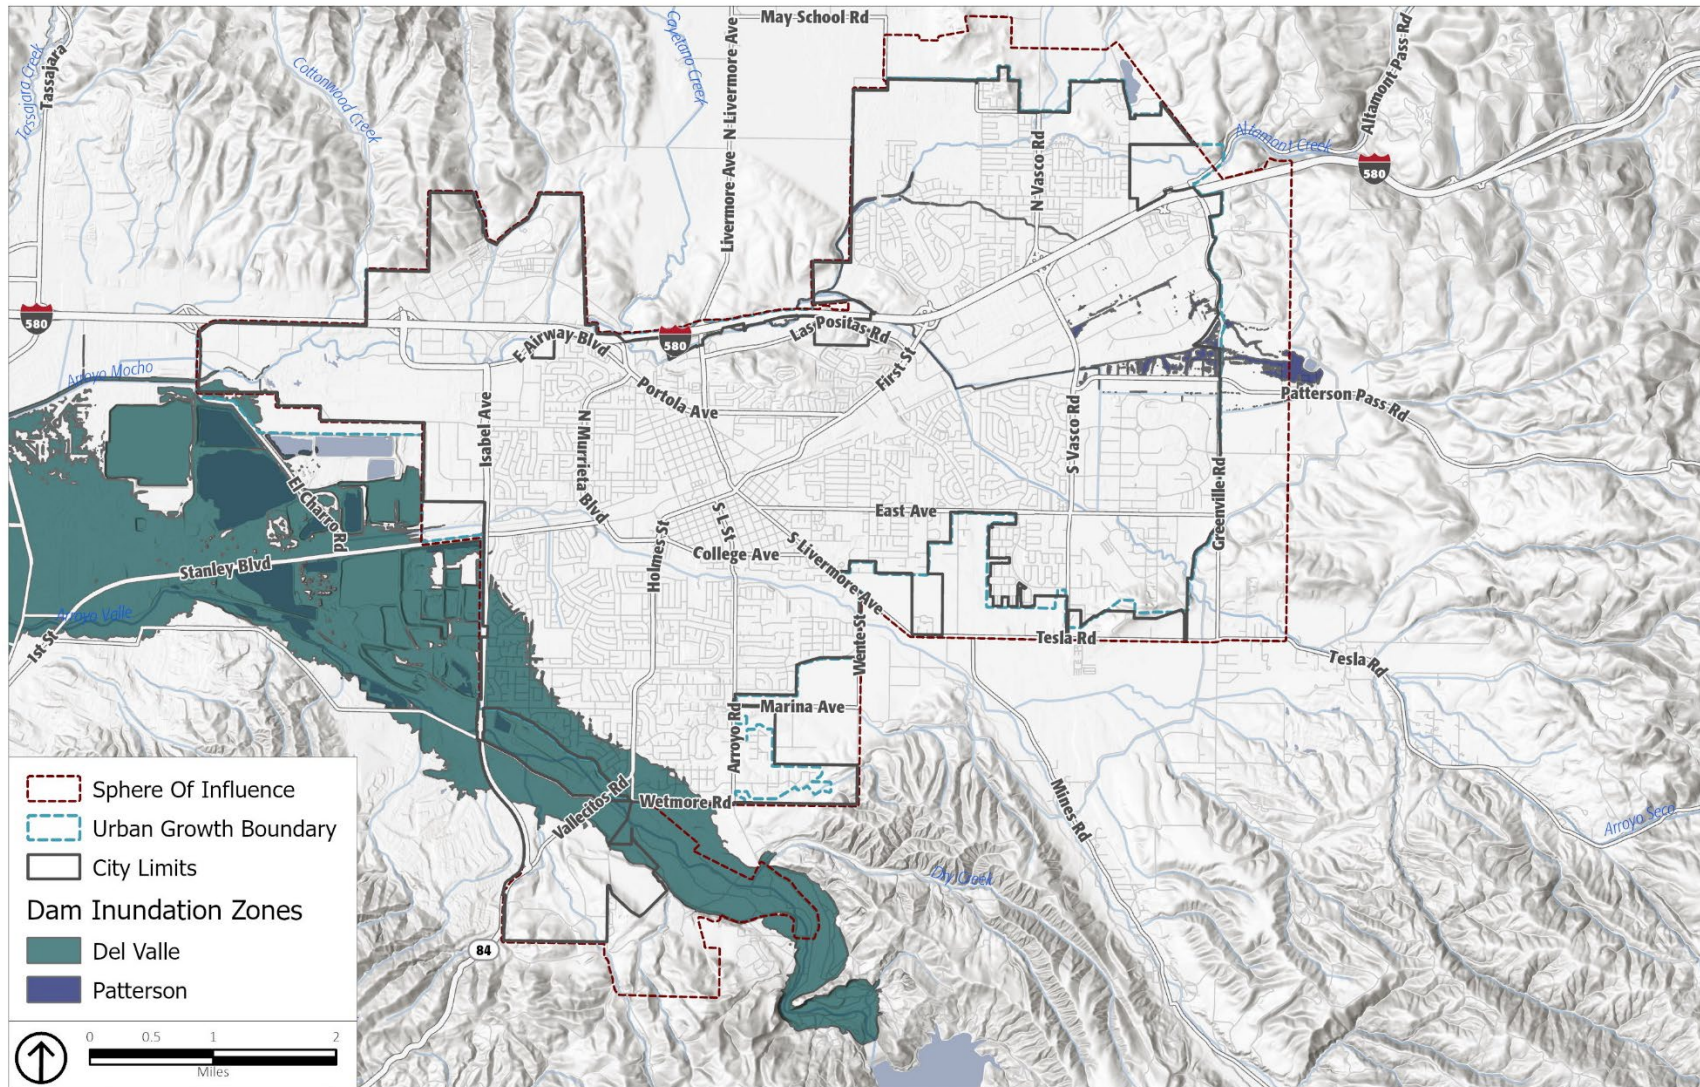 May School Rd
Tassajara Creek
Tassajara
Cottonwood Creek
Cayetano Creek
N Livermore Ave
Livermore Ave
N Vasco Rd
Altamont Pass Rd
Altamont Creek
580
580
580
E Airway Blvd
Las Positas Rd
First St
Portola Ave
Arroyo Mocho
Isabel Ave
N Murrieta Blvd
S Vasco Rd
Patterson Pass Rd
Greenville Rd
El Charro Rd
Stanley Blvd
East Ave
S L St
College Ave
Holmes St
S Livermore Ave
Arroyo Valle
1st St
Wente St
Tesla Rd
Tesla Rd
Marina Ave
Arroyo Rd
Wetmore Rd
Vallecitos Rd
Mines Rd
Arroyo Seco
Dry Creek
84
Sphere Of Influence
Urban Growth Boundary
City Limits
Dam Inundation Zones
Del Valle
Patterson
0 0.5 1 2
Miles